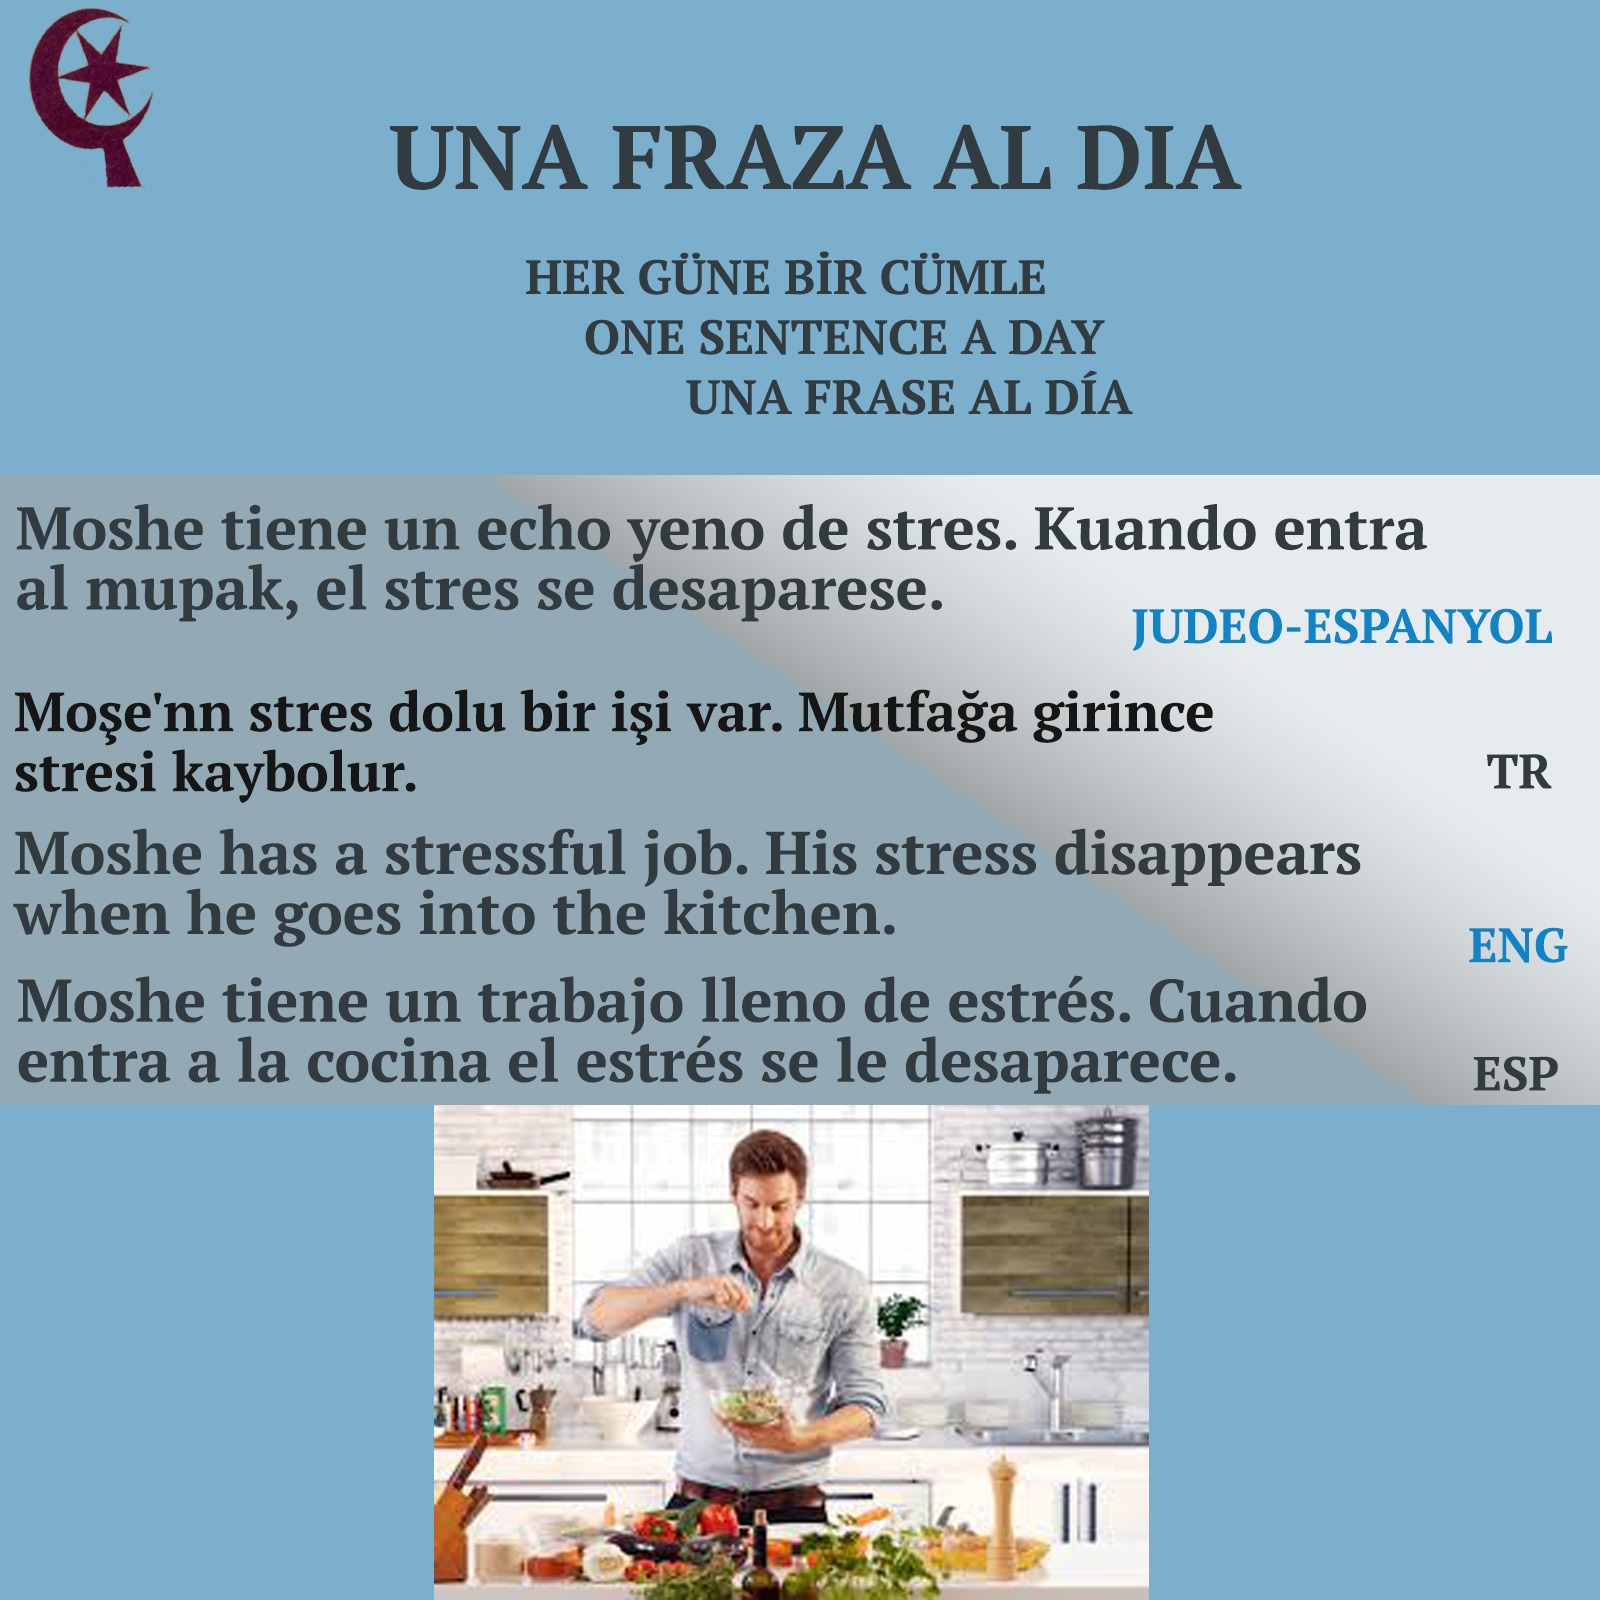 UNA FRAZA AL DIA
HER GÜNE BİR CÜMLE
ONE SENTENCE A DAY
UNA FRASE AL DÍA
Moshe tiene un echo yeno de stres. Kuando entra
al mupak, el stres se desaparese.
JUDEO-ESPANYOL
Moşe'nn stres dolu bir işi var. Mutfağa girince
stresi kaybolur.
TR
Moshe has a stressful job. His stress disappears
when he goes into the kitchen.
ENG
Moshe tiene un trabajo lleno de estrés. Cuando
entra a la cocina el estrés se le desaparece.
ESP